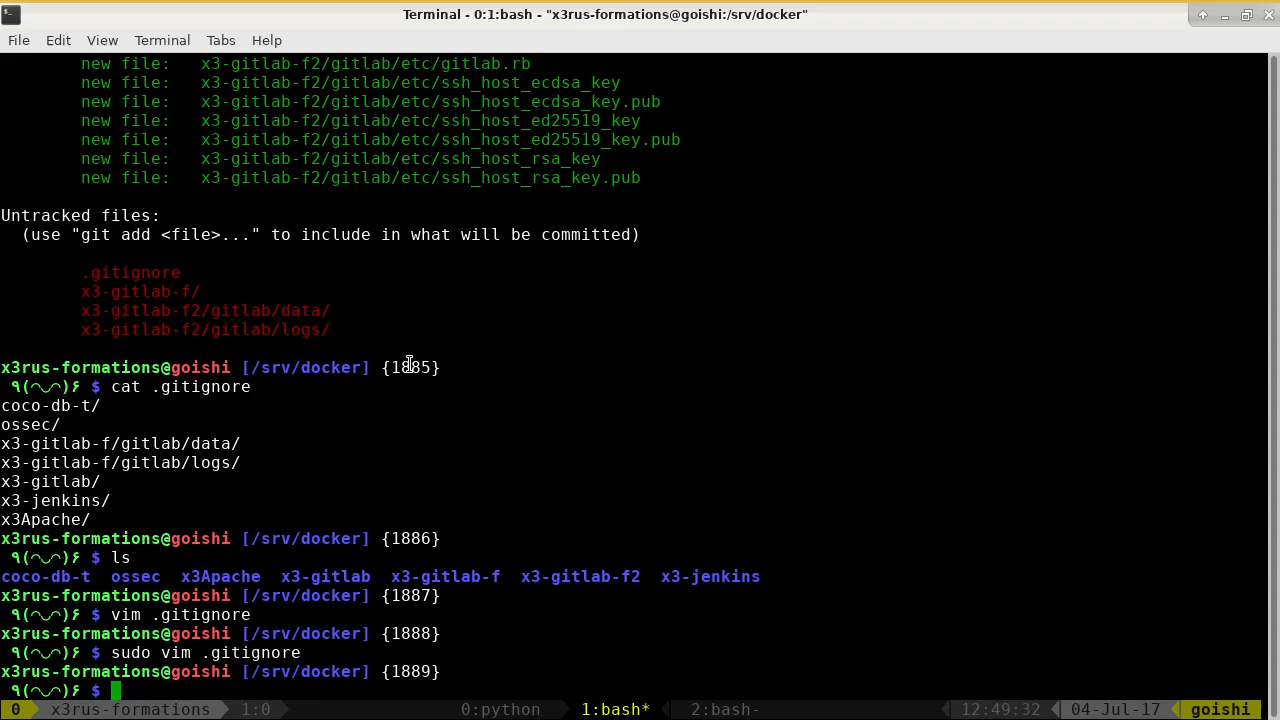 Terminal - 0:1:bash - "x3rus-formations@goishi:/srv/docker"
File Edit View Terminal Tabs Help
new file:   x3-gitlab-f2/gitlab/etc/gitlab.rb
new file:   x3-gitlab-f2/gitlab/etc/ssh_host_ecdsa_key
new file:   x3-gitlab-f2/gitlab/etc/ssh_host_ecdsa_key.pub
new file:   x3-gitlab-f2/gitlab/etc/ssh_host_ed25519_key
new file:   x3-gitlab-f2/gitlab/etc/ssh_host_ed25519_key.pub
new file:   x3-gitlab-f2/gitlab/etc/ssh_host_rsa_key
new file:   x3-gitlab-f2/gitlab/etc/ssh_host_rsa_key.pub
Untracked files:
(use "git add <file>..." to include in what will be committed)
.gitignore
x3-gitlab-f/
x3-gitlab-f2/gitlab/data/
x3-gitlab-f2/gitlab/logs/
x3rus-formations@goishi [/srv/docker] {1885}
٩(◠◡◠)۶ $ cat .gitignore
coco-db-t/
ossec/
x3-gitlab-f/gitlab/data/
x3-gitlab-f/gitlab/logs/
x3-gitlab/
x3-jenkins/
x3Apache/
x3rus-formations@goishi [/srv/docker] {1886}
٩(◠◡◠)۶ $ ls
coco-db-t  ossec  x3Apache  x3-gitlab  x3-gitlab-f  x3-gitlab-f2  x3-jenkins
x3rus-formations@goishi [/srv/docker] {1887}
٩(◠◡◠)۶ $ vim .gitignore
x3rus-formations@goishi [/srv/docker] {1888}
٩(◠◡◠)۶ $ sudo vim .gitignore
x3rus-formations@goishi [/srv/docker] {1889}
٩(◠◡◠)۶ $
0 x3rus-formations 1:0 0:python 1:bash* 2:bash- 12:49:32 04-Jul-17 goishi